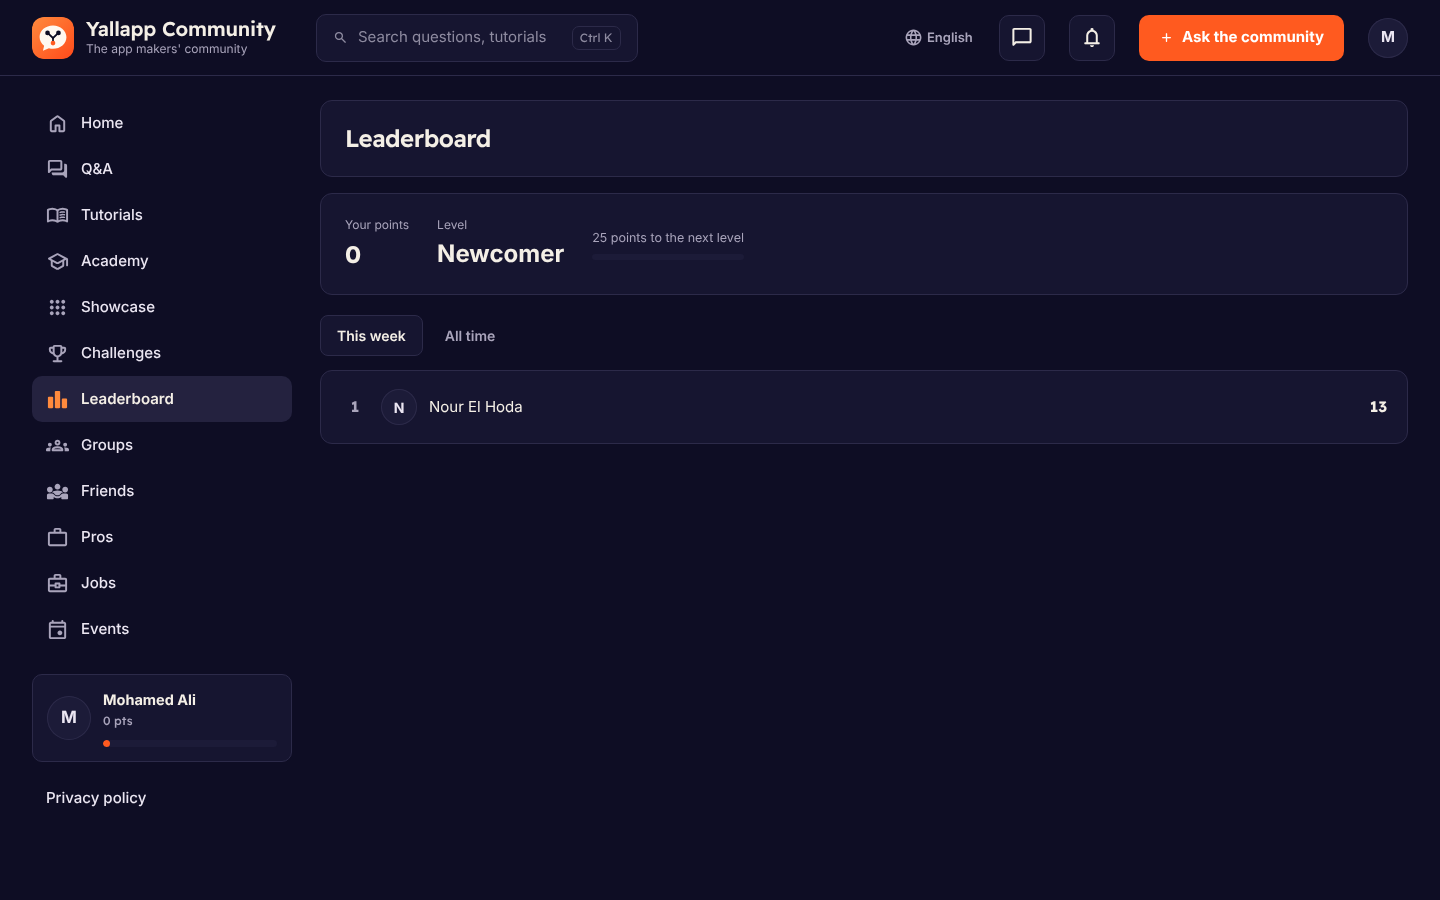 Yallapp Community
The app makers' community
Search questions, tutorials
Ctrl K
English
+ Ask the community
M
Home
Q&A
Tutorials
Academy
Showcase
Challenges
Leaderboard
Groups
Friends
Pros
Jobs
Events
M
Mohamed Ali
0 pts
Privacy policy
Leaderboard
Your points
0
Level
Newcomer
25 points to the next level
This week
All time
1 N Nour El Hoda 13